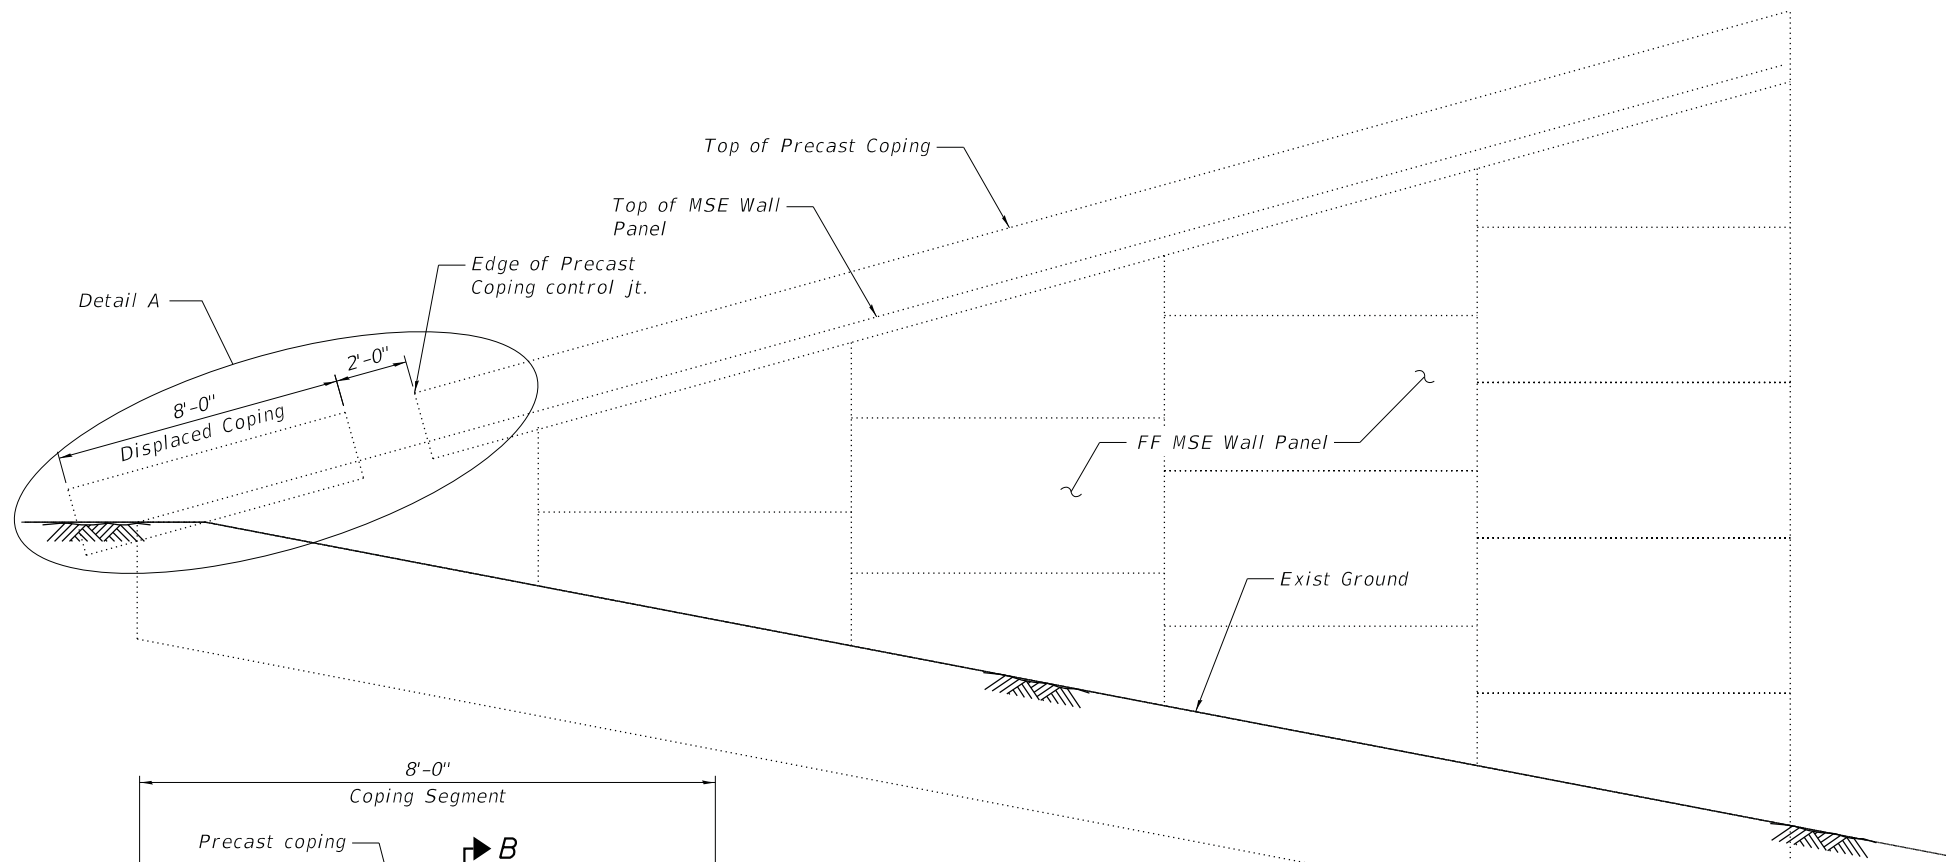 Top of Precast Coping
Top of MSE Wall
Panel
Edge of Precast
Coping control jt.
Detail A
2'-0"
8'-0"
Displaced Coping
FF MSE Wall Panel
Exist Ground
8'-0"
Coping Segment
Precast coping
B